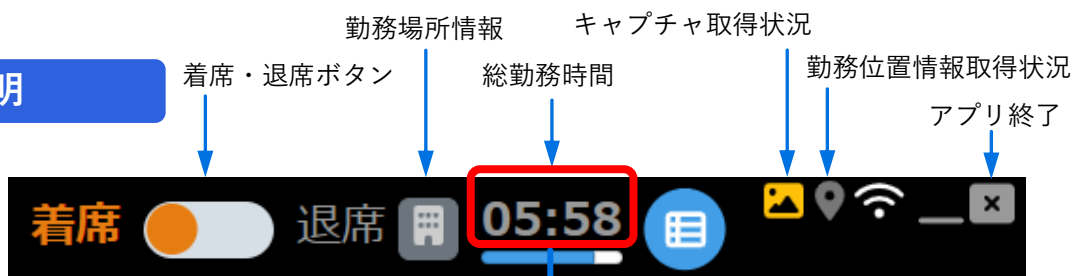 勤務場所情報
キャプチャ取得状況
着席・退席ボタン
総勤務時間
勤務位置情報取得状況
明
アプリ終了
着席 退席 05:58